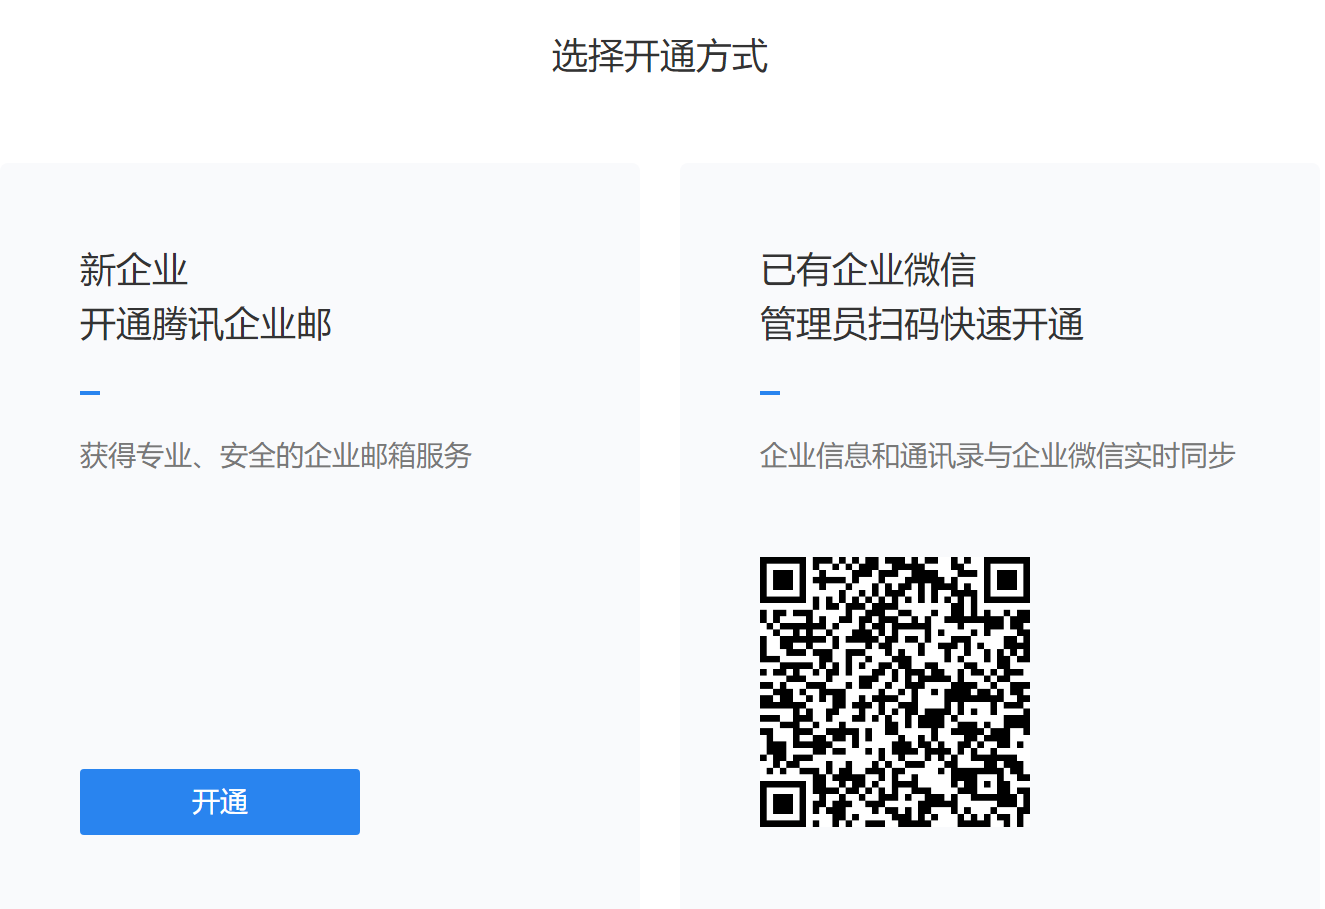 选择开通方式
新企业
开通腾讯企业邮
获得专业、安全的企业邮箱服务
开通
已有企业微信
管理员扫码快速开通
企业信息和通讯录与企业微信实时同步